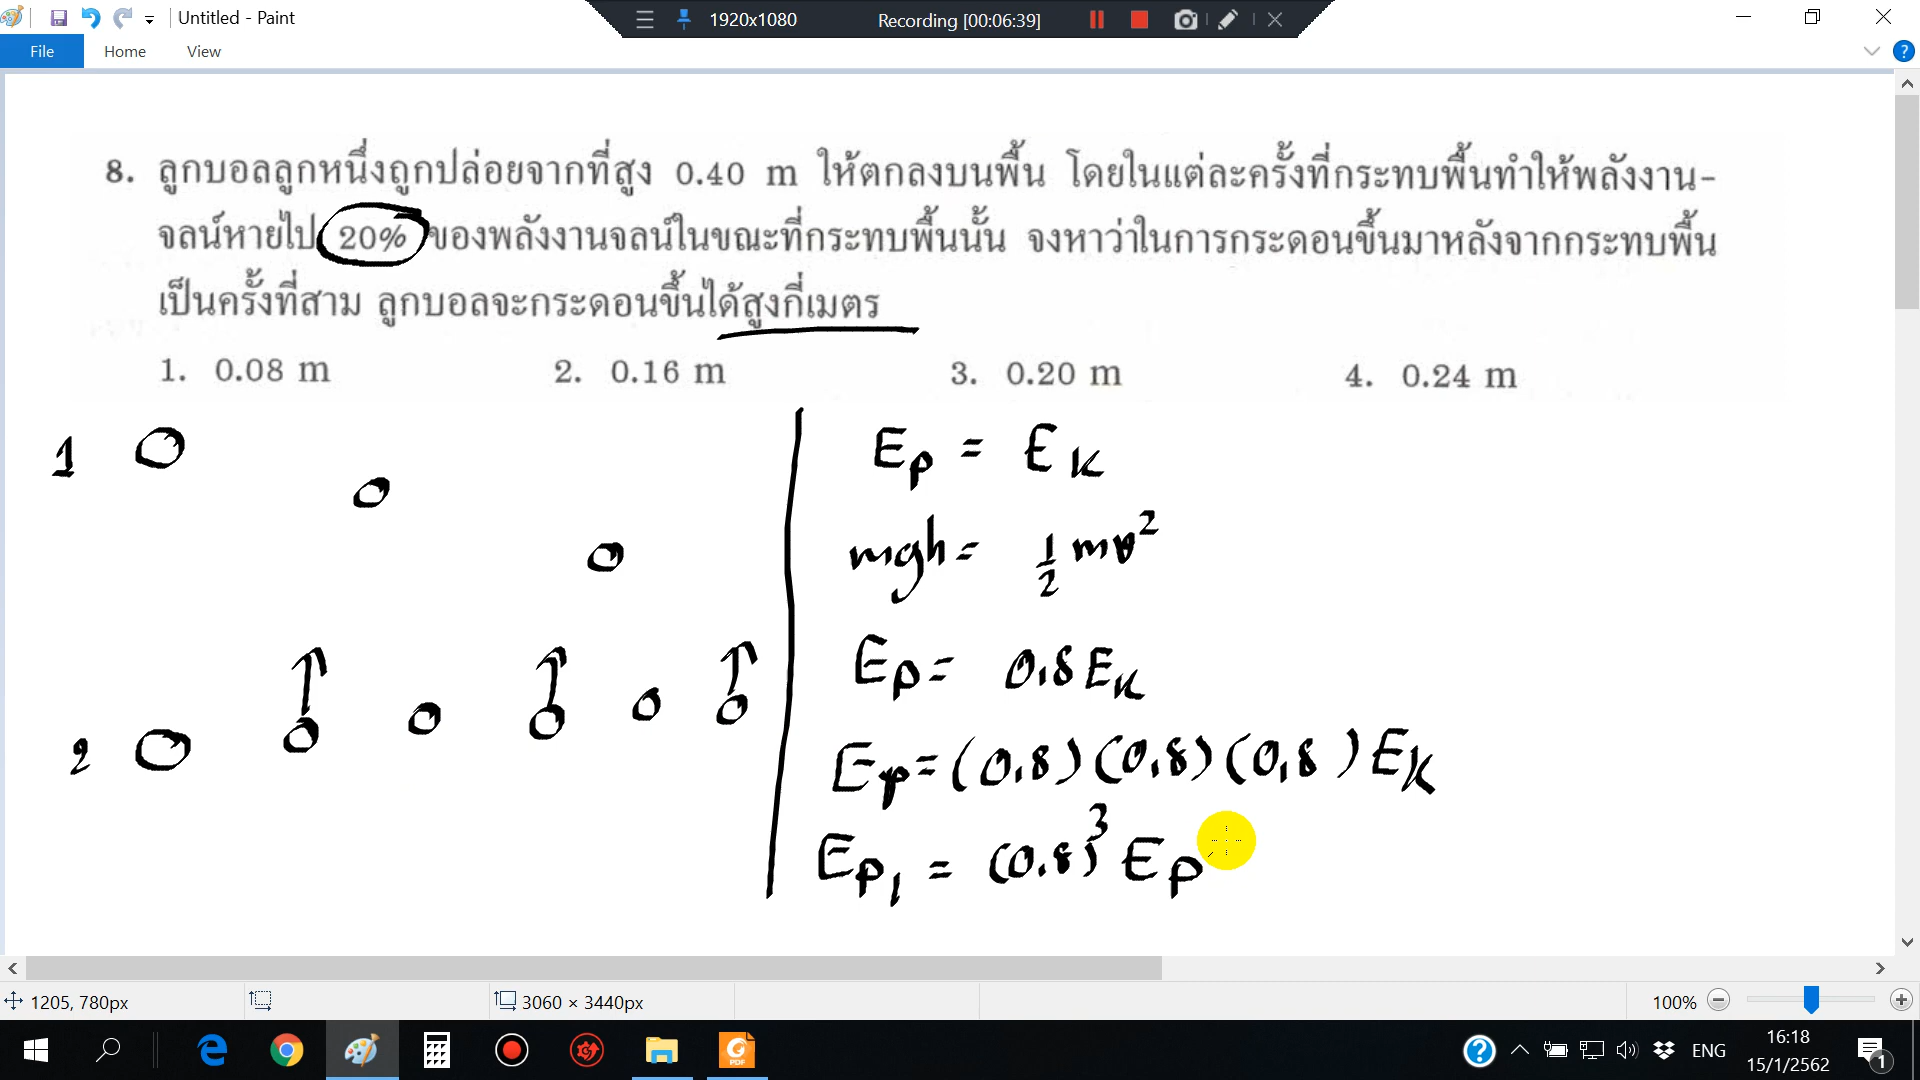 Untitled - Paint
1920x1080 Recording [00:06:39]
File Home View
8. ลูกบอลลูกหนึ่งถูกปล่อยจากที่สูง 0.40 m ให้ตกลงบนพื้น โดยในแต่ละครั้งที่กระทบพื้นทำให้พลังงาน-
จลน์หายไป 20% ของพลังงานจลน์ในขณะที่กระทบพื้นนั้น จงหาว่าในการกระดอนขึ้นมาหลังจากกระทบพื้น
เป็นครั้งที่สาม ลูกบอลจะกระดอนขึ้นได้สูงกี่เมตร
1. 0.08 m 2. 0.16 m 3. 0.20 m 4. 0.24 m
1
Ep = Ek
mgh = 1/2 mv²
Ep = 0.8 Ek
2
Ep = (0.8)(0.8)(0.8) Ek
Ep₁ = (0.8)³ Ep
1205, 780px 3060 × 3440px 100%
PDF
ENG
16:18
15/1/2562
1